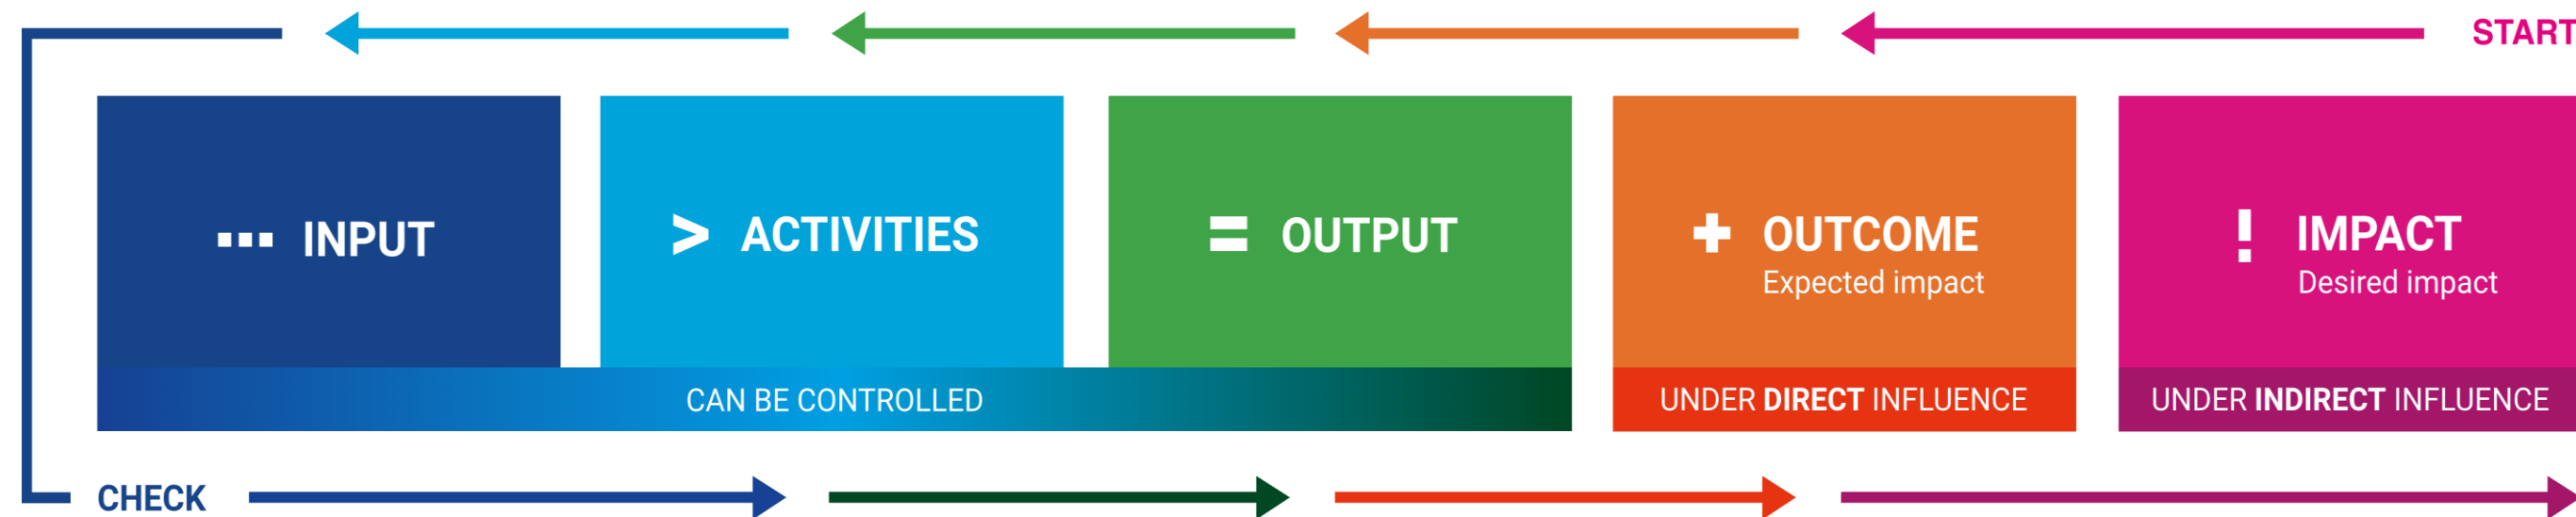 START
... INPUT
> ACTIVITIES
= OUTPUT
+ OUTCOME
Expected impact
! IMPACT
Desired impact
CAN BE CONTROLLED
UNDER DIRECT INFLUENCE
UNDER INDIRECT INFLUENCE
CHECK